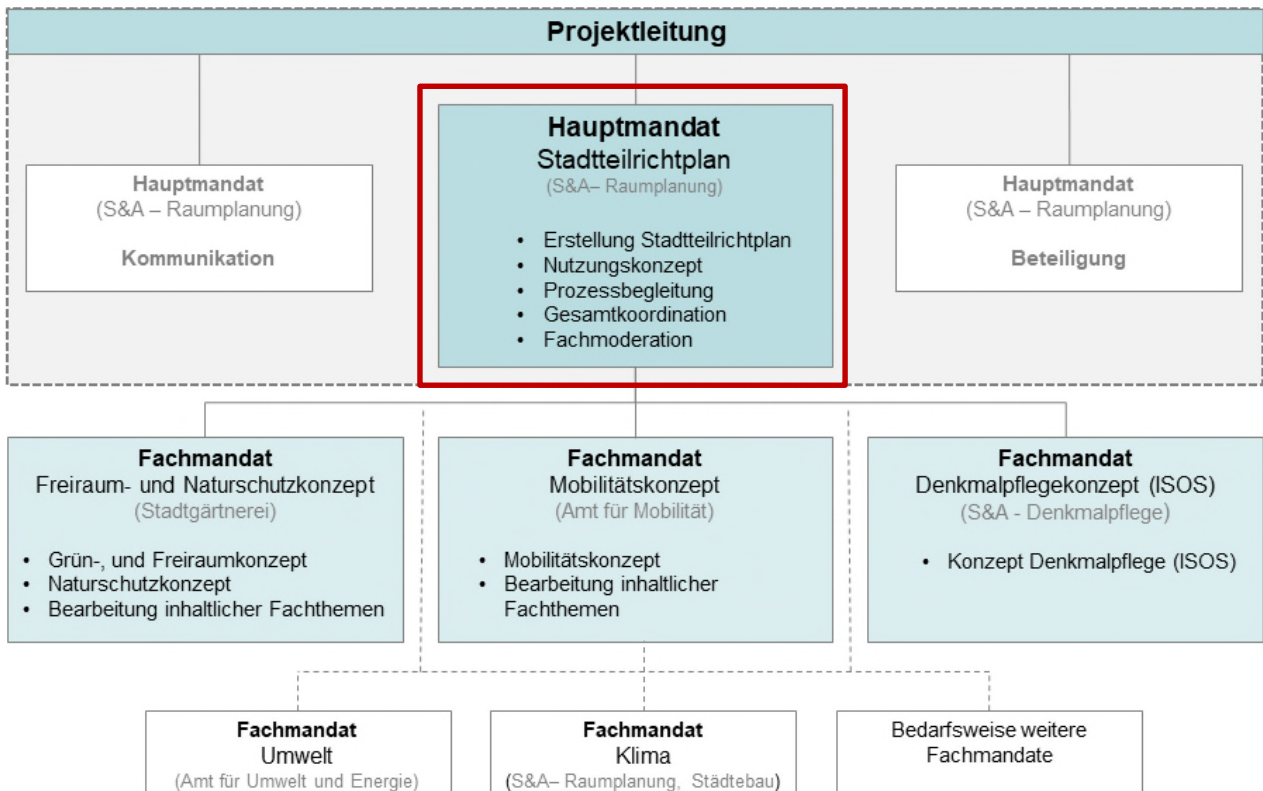 Projektleitung
Hauptmandat
(S&A – Raumplanung)
Kommunikation
Hauptmandat
Stadtteilrichtplan
(S&A– Raumplanung)
• Erstellung Stadtteilrichtplan
• Nutzungskonzept
• Prozessbegleitung
• Gesamtkoordination
• Fachmoderation
Hauptmandat
(S&A – Raumplanung)
Beteiligung
Fachmandat
Freiraum- und Naturschutzkonzept
(Stadtgärtnerei)
• Grün-, und Freiraumkonzept
• Naturschutzkonzept
• Bearbeitung inhaltlicher Fachthemen
Fachmandat
Mobilitätskonzept
(Amt für Mobilität)
• Mobilitätskonzept
• Bearbeitung inhaltlicher
Fachthemen
Fachmandat
Denkmalpflegekonzept (ISOS)
(S&A - Denkmalpflege)
• Konzept Denkmalpflege (ISOS)
Fachmandat
Umwelt
(Amt für Umwelt und Energie)
Fachmandat
Klima
(S&A– Raumplanung, Städtebau)
Bedarfsweise weitere
Fachmandate